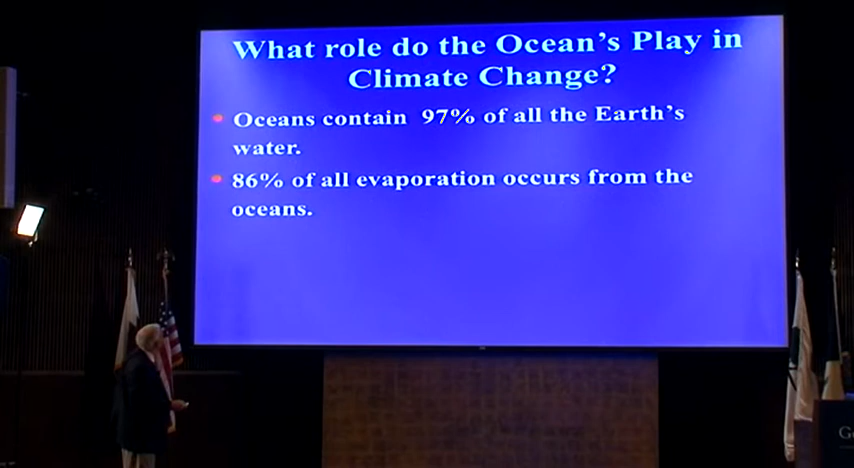 What role do the Ocean's Play in
Climate Change?
Oceans contain 97% of all the Earth's
water.
86% of all evaporation occurs from the
oceans.